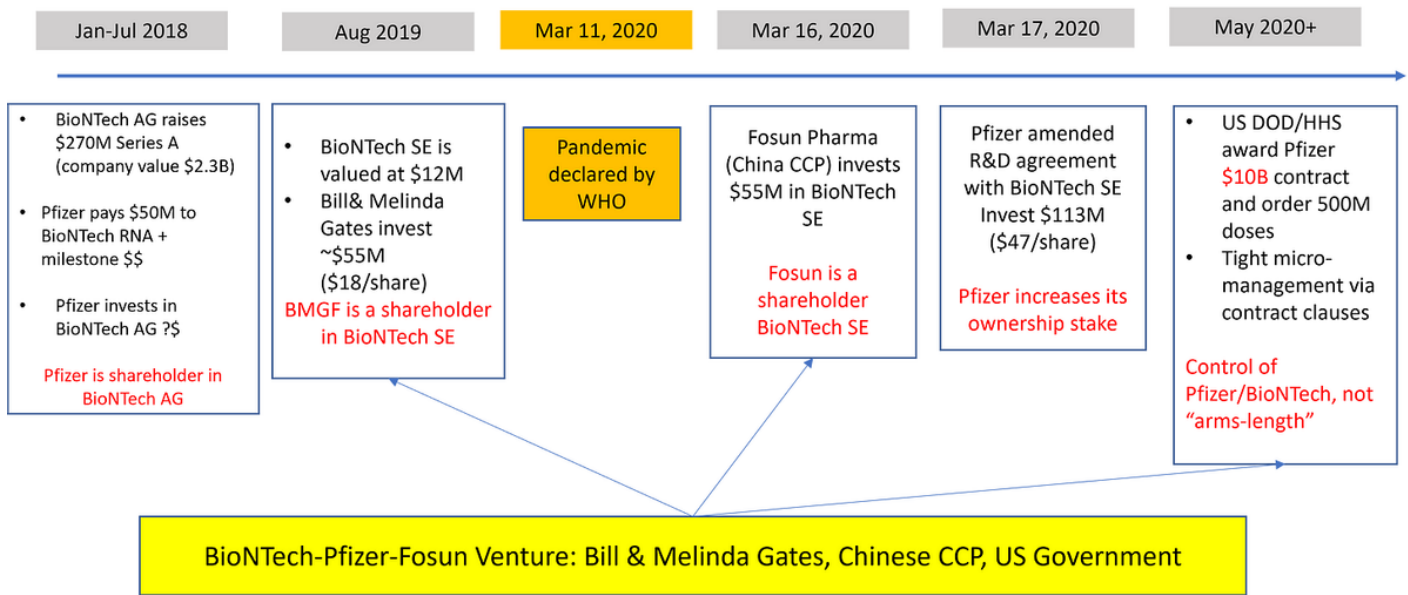 Jan-Jul 2018
Aug 2019
Mar 11, 2020
Mar 16, 2020
Mar 17, 2020
May 2020+
• BioNTech AG raises
$270M Series A
(company value $2.3B)
• Pfizer pays $50M to
BioNTech RNA +
milestone $$
• Pfizer invests in
BioNTech AG ?$
Pfizer is shareholder in
BioNTech AG
• BioNTech SE is
valued at $12M
• Bill& Melinda
Gates invest
~$55M
($18/share)
BMGF is a shareholder
in BioNTech SE
Pandemic
declared by
WHO
Fosun Pharma
(China CCP) invests
$55M in BioNTech
SE
Fosun is a
shareholder
BioNTech SE
Pfizer amended
R&D agreement
with BioNTech SE
Invest $113M
($47/share)
Pfizer increases its
ownership stake
• US DOD/HHS
award Pfizer
$10B contract
and order 500M
doses
• Tight micro-
management via
contract clauses
Control of
Pfizer/BioNTech, not
“arms-length”
BioNTech-Pfizer-Fosun Venture: Bill & Melinda Gates, Chinese CCP, US Government